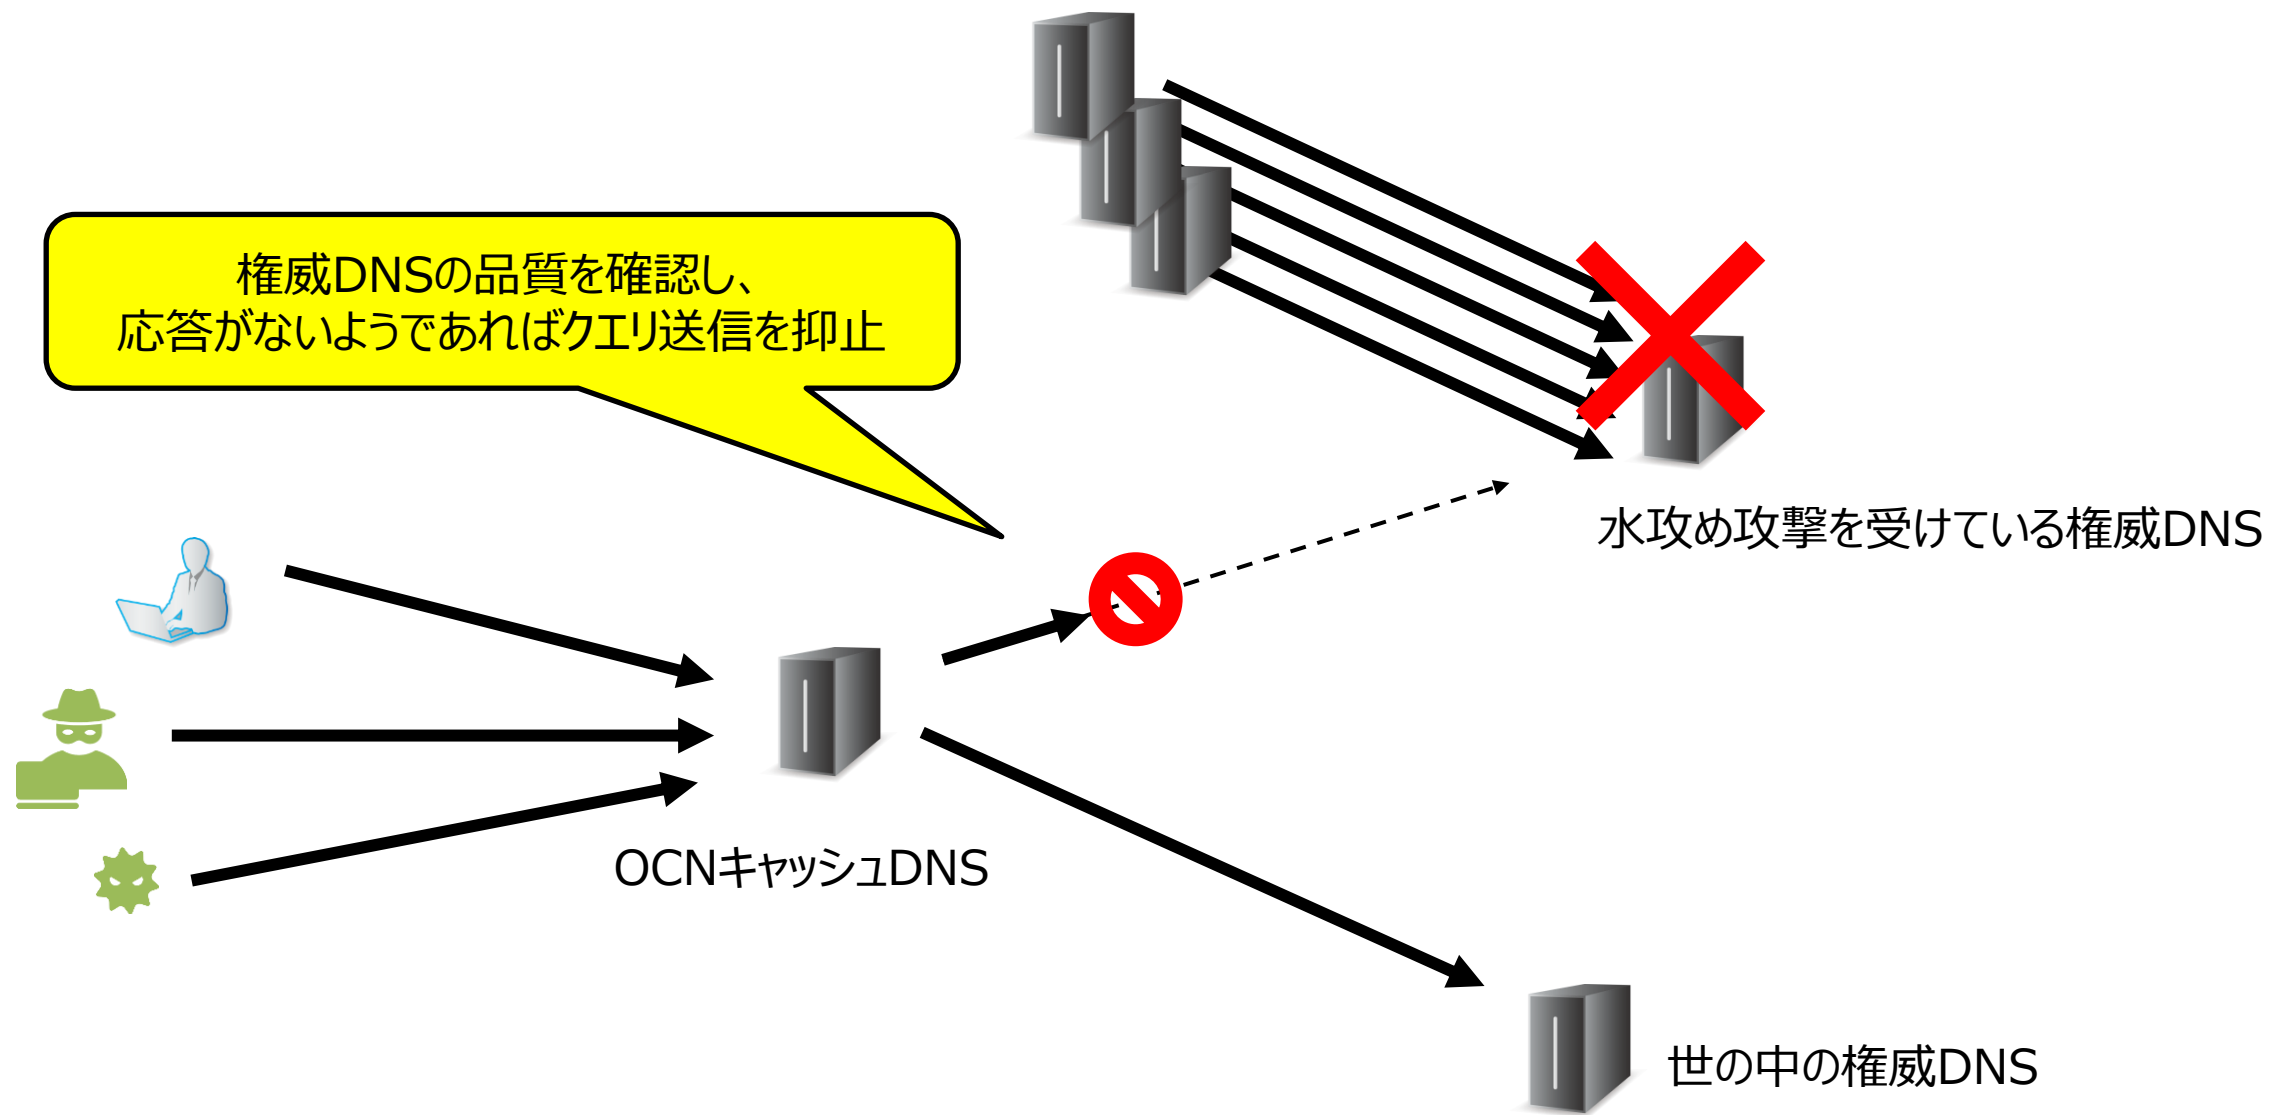 権威DNSの品質を確認し、
応答がないようであればクエリ送信を抑止
水攻め攻撃を受けている権威DNS
OCNキャッシュDNS
世の中の権威DNS